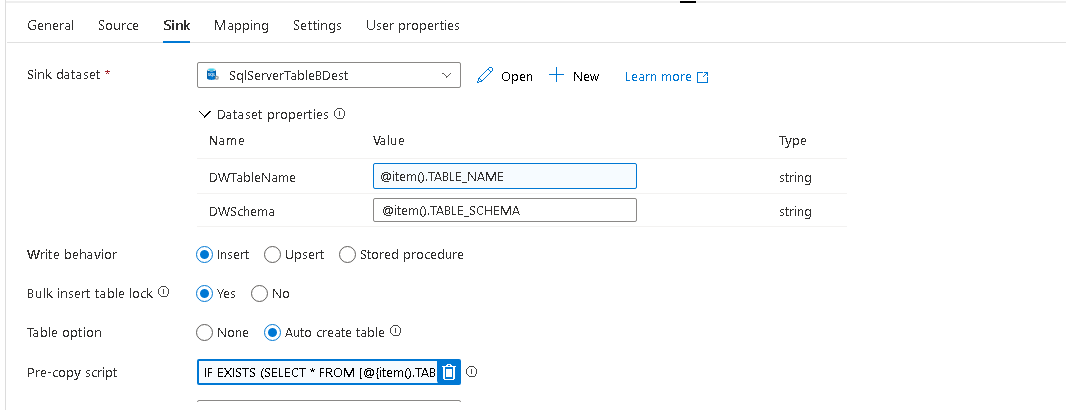 General Source Sink Mapping Settings User properties
Sink dataset * SqlServerTableBDest Open New Learn more
Dataset properties
Name Value Type
DWTableName @item().TABLE_NAME string
DWSchema @item().TABLE_SCHEMA string
Write behavior Insert Upsert Stored procedure
Bulk insert table lock Yes No
Table option None Auto create table
Pre-copy script IF EXISTS (SELECT * FROM [@{item().TAB